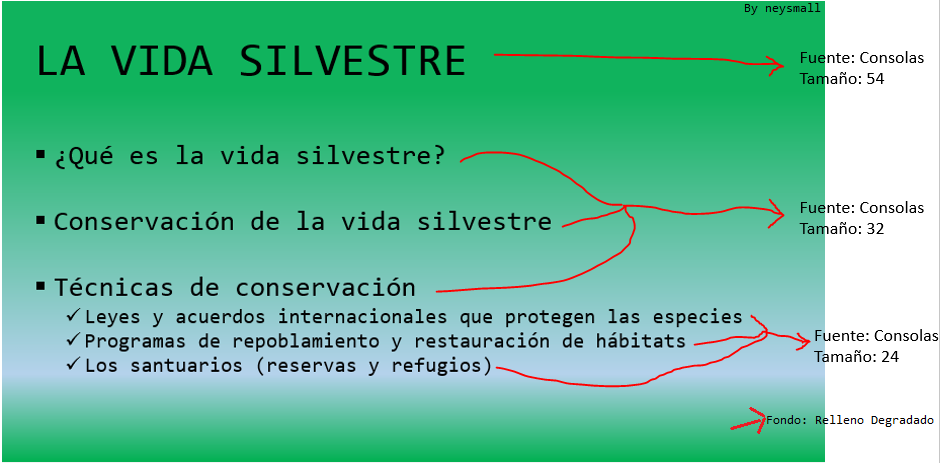 By neysmall
LA VIDA SILVESTRE
Fuente: Consolas
Tamaño: 54
¿Qué es la vida silvestre?
Conservación de la vida silvestre
Fuente: Consolas
Tamaño: 32
Técnicas de conservación
Leyes y acuerdos internacionales que protegen las especies
Programas de repoblamiento y restauración de hábitats
Los santuarios (reservas y refugios)
Fuente: Consolas
Tamaño: 24
Fondo: Relleno Degradado